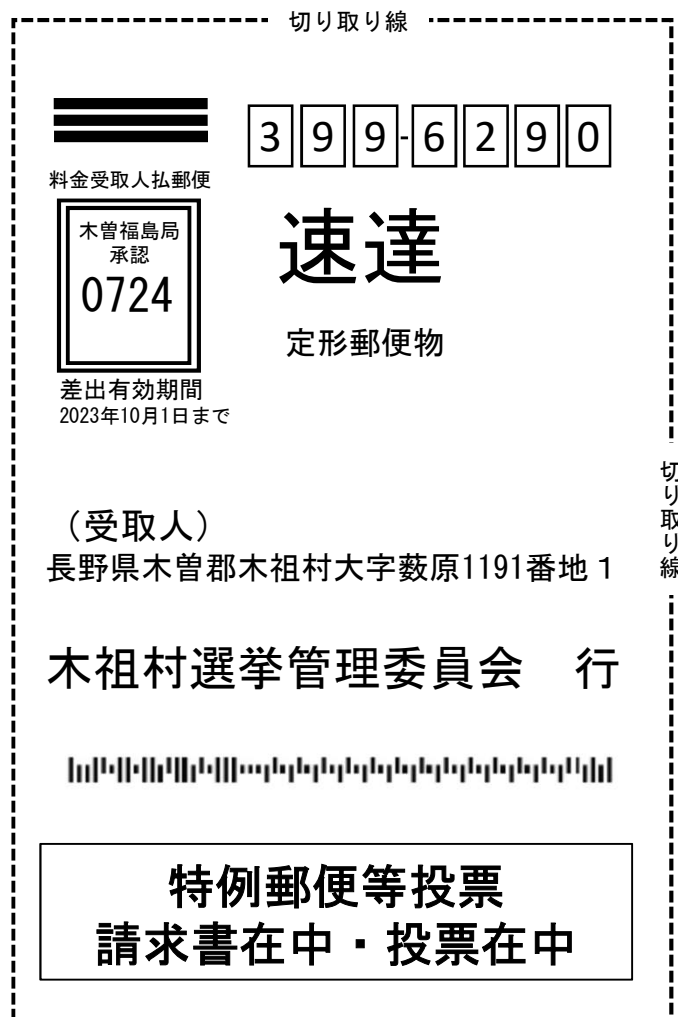 切り取り線
399-6290
料金受取人払郵便
木曽福島局
承認
0724
速達
定形郵便物
差出有効期間
2023年10月1日まで
切り取り線
（受取人）
長野県木曽郡木祖村大字薮原1191番地１
木祖村選挙管理委員会　行
特例郵便等投票
請求書在中・投票在中